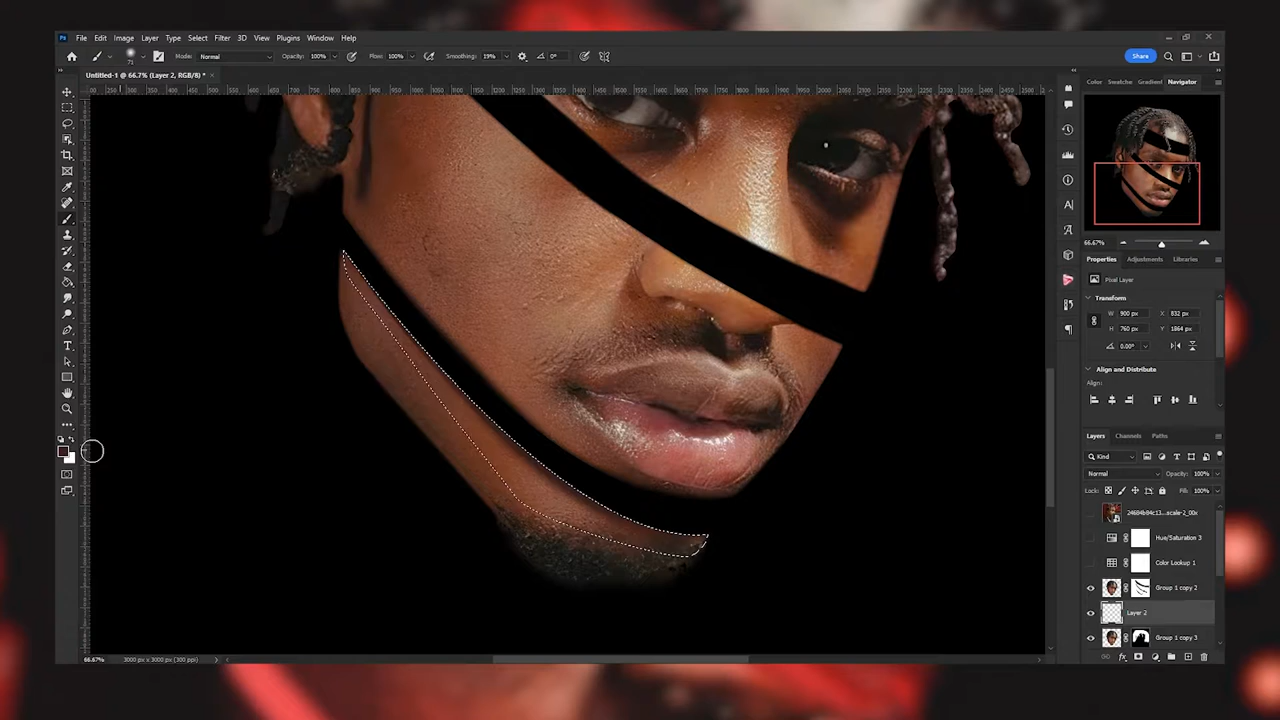 Ps File Edit Image Layer Type Select Filter 3D View Plugins Window Help
71 Mode: Normal Opacity: 100% Flow: 100% Smoothing: 19% 0° Share
Untitled-1 @ 66.7% (Layer 2, RGB/8) *
Color Swatches Gradient Navigator
66.67%
Properties Adjustments Libraries
Pixel Layer
Transform
W 900 px X 832 px
H 760 px Y 1864 px
0.00°
Align and Distribute
Align:
Layers Channels Paths
Kind
Normal Opacity: 100%
Lock: Fill: 100%
24684b84c13...scale-2_00x
Hue/Saturation 3
Color Lookup 1
Group 1 copy 2
Layer 2
Group 1 copy 3
66.67% 3000 px x 3000 px (300 ppi)